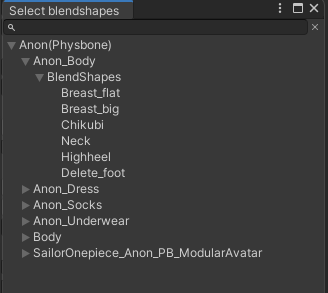 Select blendshapes
Anon(Physbone)
Anon_Body
BlendShapes
Breast_flat
Breast_big
Chikubi
Neck
Highheel
Delete_foot
Anon_Dress
Anon_Socks
Anon_Underwear
Body
SailorOnepiece_Anon_PB_ModularAvatar